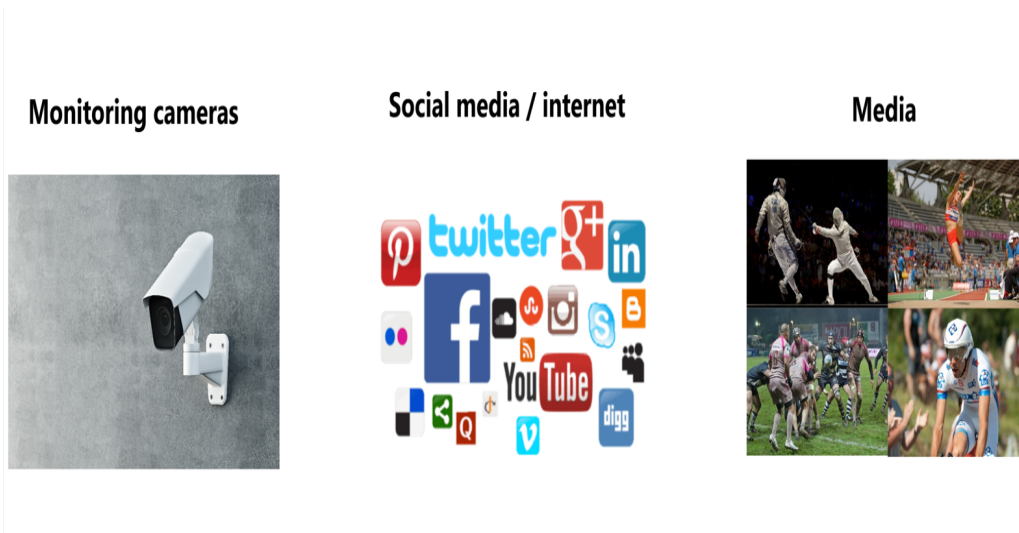 Monitoring cameras
Social media / internet
Media
twitter
g+
in
f
You Tube
digg
Q